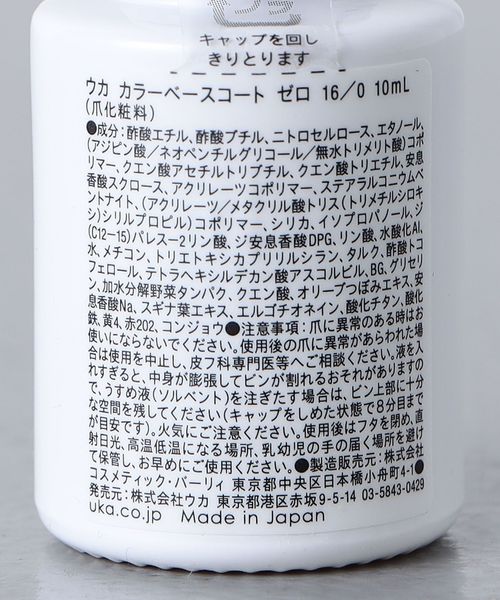 キャップを回し
きりとります
ウカ カラーベースコート ゼロ 16/0 10mL
(爪化粧料)
●成分:酢酸エチル、酢酸ブチル、ニトロセルロース、エタノール、
(アジピン酸/ネオペンチルグリコール/無水トリメリト酸)コポ
リマー、クエン酸アセチルトリブチル、クエン酸トリエチル、安息
香酸スクロース、アクリレーツコポリマー、ステアラルコニウムベ
ントナイト、(アクリレーツ/メタクリル酸トリス(トリメチルシロキ
シ)シリルプロピル)コポリマー、シリカ、イソプロパノール、ジ
(C12-15)パレス-2リン酸、ジ安息香酸DPG、リン酸、水酸化Al、
水、メチコン、トリエトキシカプリリルシラン、タルク、酢酸トコ
フェロール、テトラヘキシルデカン酸アスコルビル、BG、グリセリ
ン、加水分解野菜タンパク、クエン酸、オリーブつぼみエキス、安
息香酸Na、スギナ葉エキス、エルゴチオネイン、酸化チタン、酸化
鉄、黄4、赤202、コンジョウ●注意事項:爪に異常のある時はお
使いにならないでください。使用後の爪に異常があらわれた場
合は使用を中止し、皮フ科専門医等へご相談ください。液を入
れすぎると、中身が膨張してビンが割れるおそれがありますの
で、うすめ液(ソルベント)を注ぎたす場合は、ビン上部に十分
な空間を残してください(キャップをしめた状態で8分目まで
が目安です)。火気にご注意ください。使用後はフタを閉め、直
射日光、高温低温になる場所、乳幼児の手の届く場所を避け
て保管し、お早めにご使用ください。●製造販売元:株式会社
コスメティック・バーリィ 東京都中央区日本橋小舟町4-1●
発売元:株式会社ウカ 東京都港区赤坂9-5-14 03-5843-0429
uka.co.jp Made in Japan